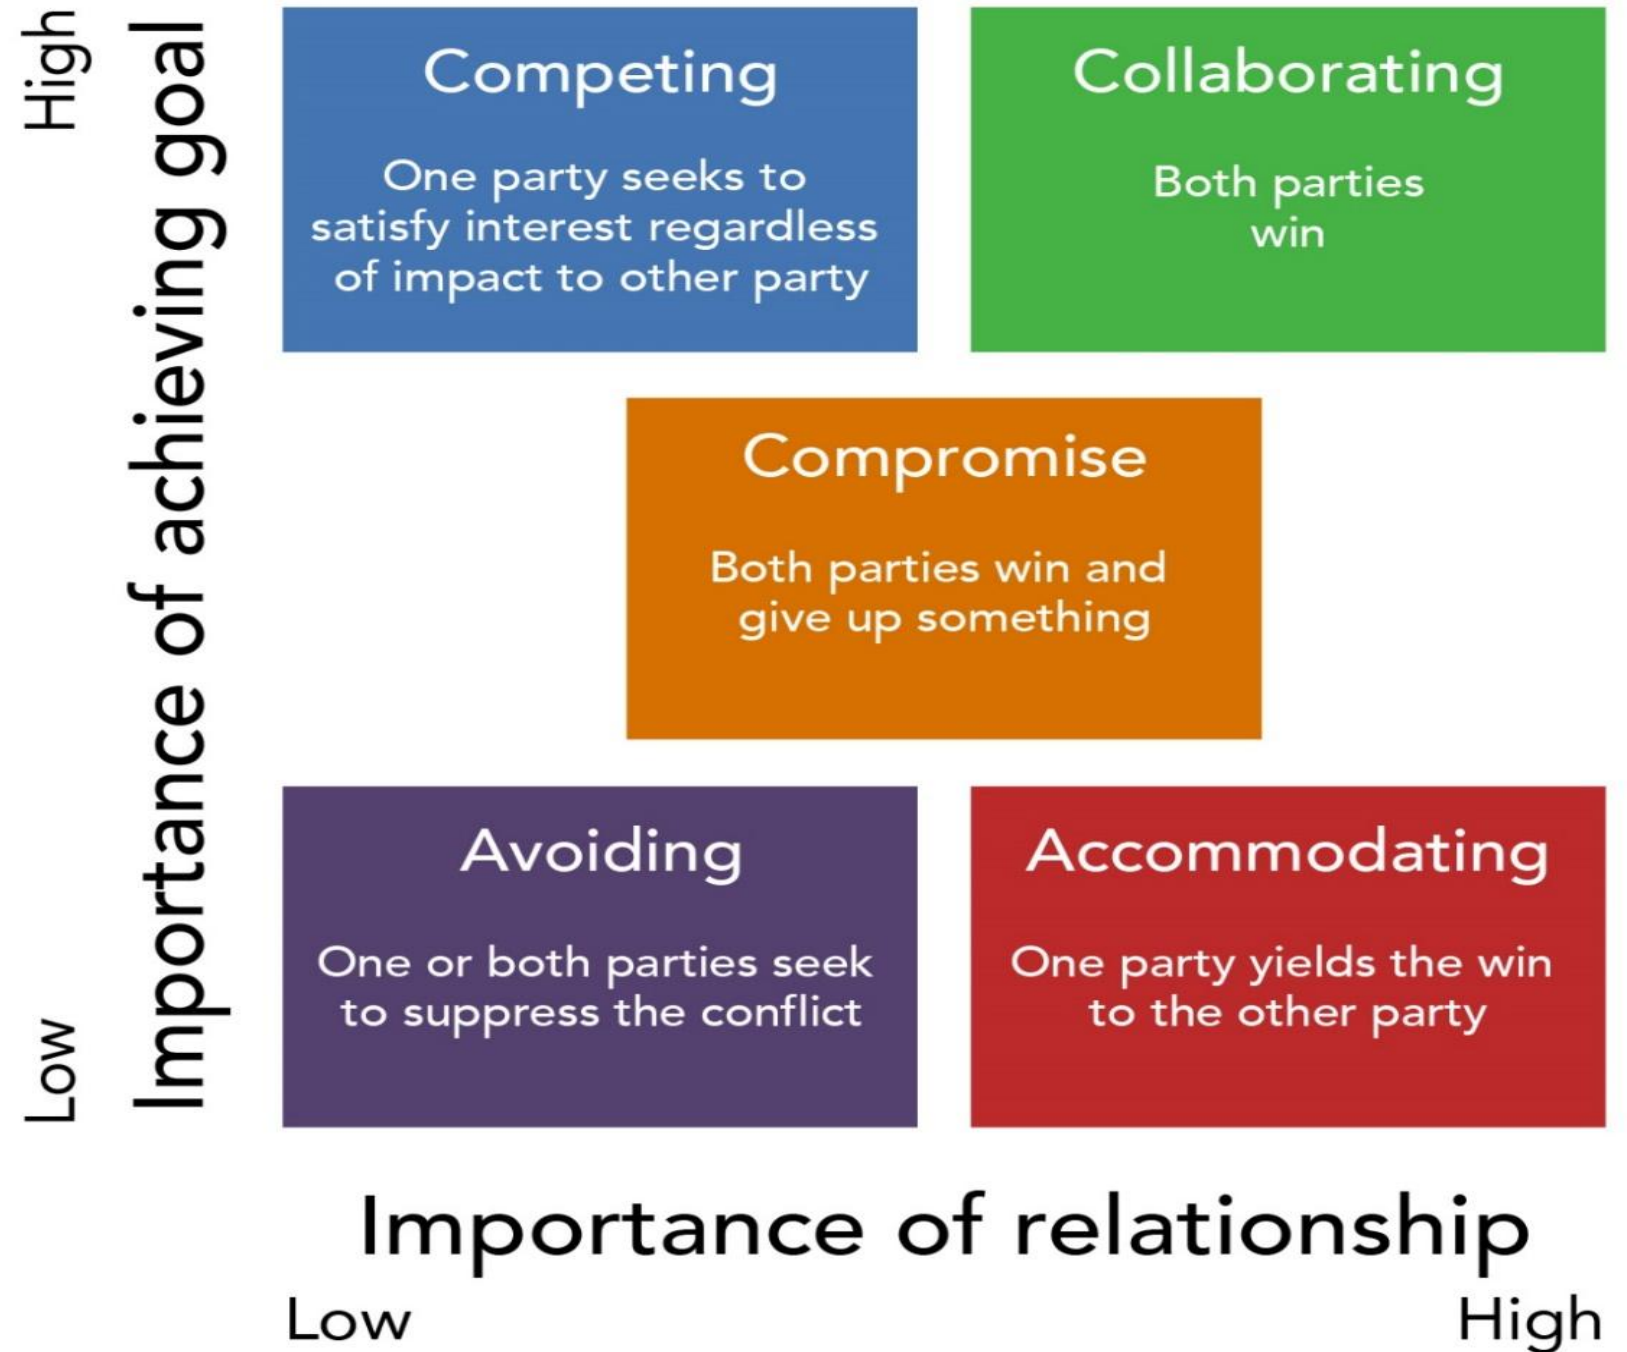 High
Importance of achieving goal
Low
Competing
One party seeks to
satisfy interest regardless
of impact to other party
Collaborating
Both parties
win
Compromise
Both parties win and
give up something
Avoiding
One or both parties seek
to suppress the conflict
Accommodating
One party yields the win
to the other party
Importance of relationship
Low
High